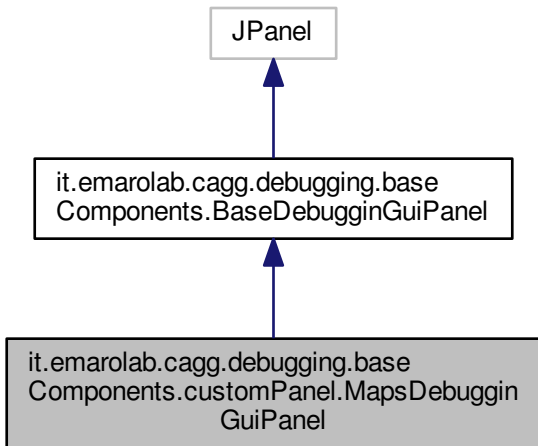 JPanel
it.emarolab.cagg.debugging.base
Components.BaseDebugginGuiPanel
it.emarolab.cagg.debugging.base
Components.customPanel.MapsDebuggin
GuiPanel